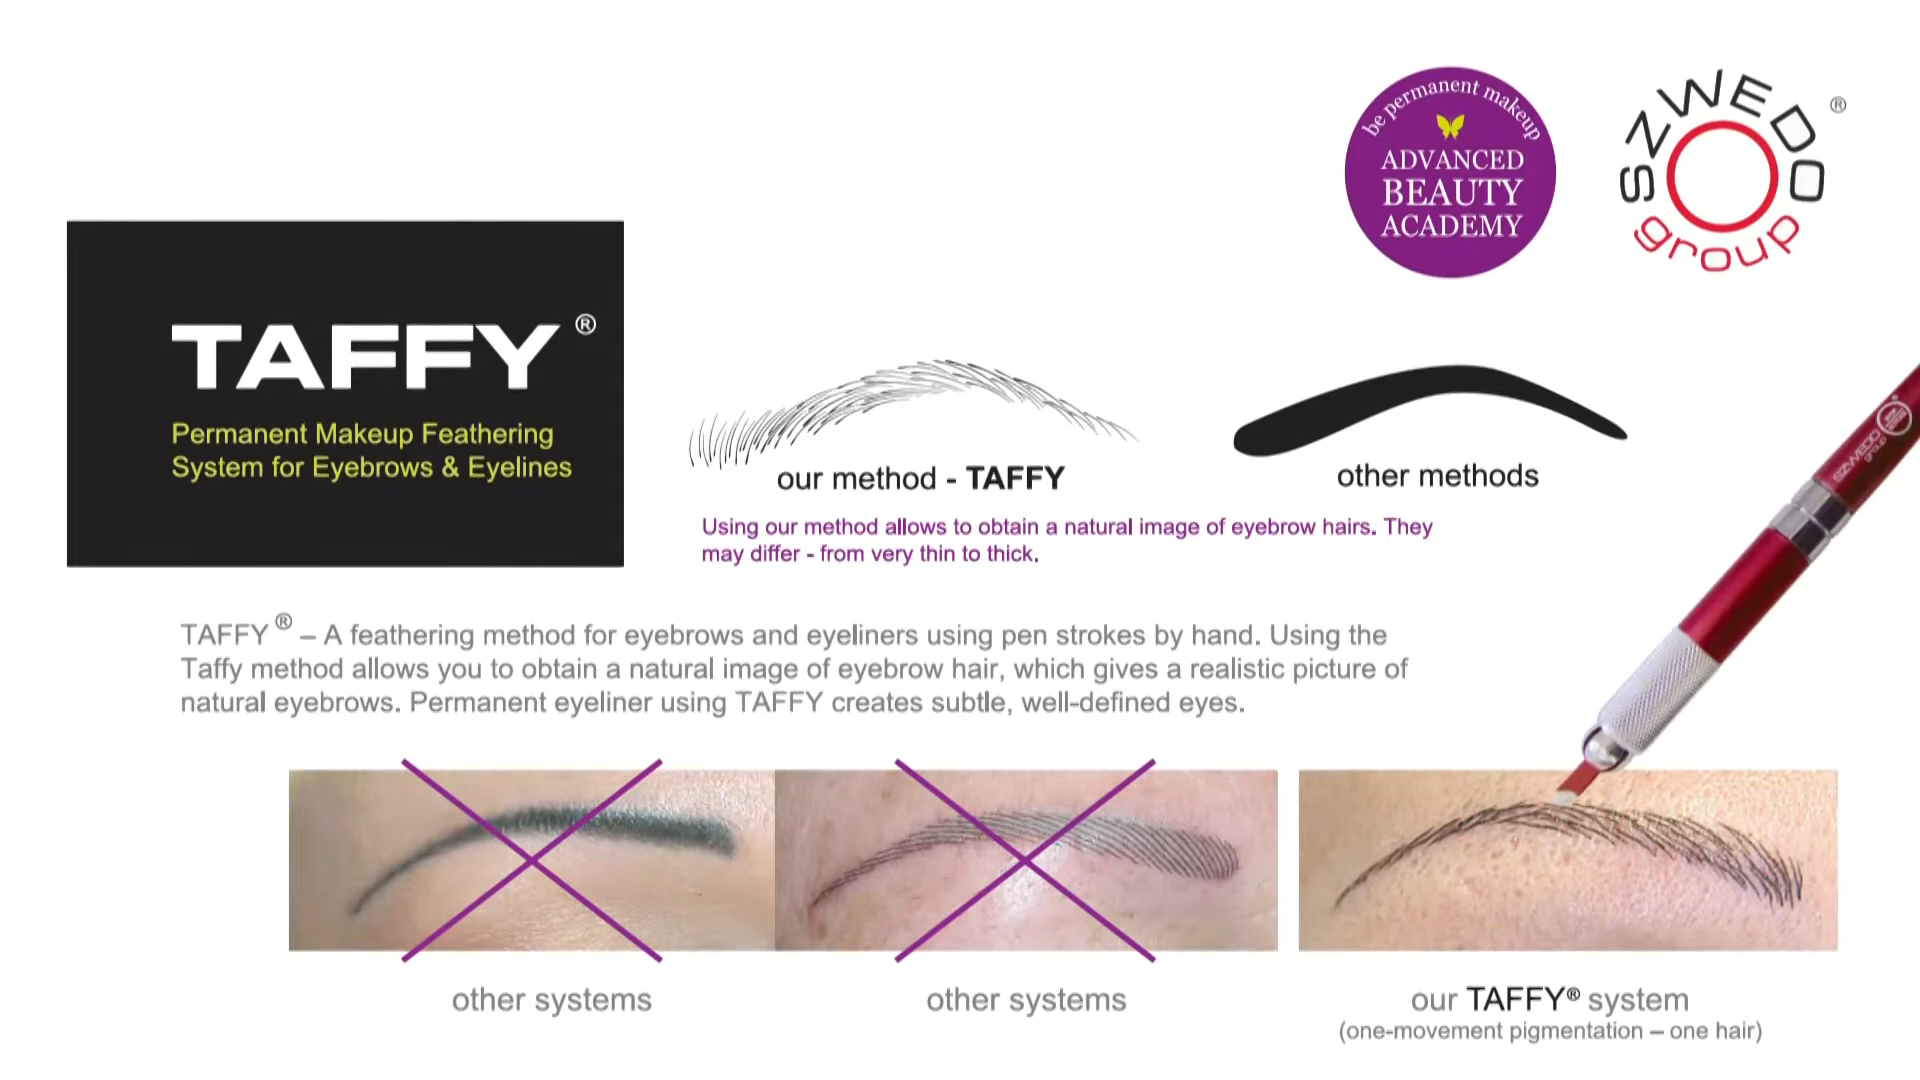 be permanent makeup
ADVANCED
BEAUTY
ACADEMY
SZWEDO ®
group
TAFFY ®
Permanent Makeup Feathering
System for Eyebrows & Eyelines
our method - TAFFY
other methods
Using our method allows to obtain a natural image of eyebrow hairs. They
may differ - from very thin to thick.
SZWEDO
group
TAFFY ® – A feathering method for eyebrows and eyeliners using pen strokes by hand. Using the
Taffy method allows you to obtain a natural image of eyebrow hair, which gives a realistic picture of
natural eyebrows. Permanent eyeliner using TAFFY creates subtle, well-defined eyes.
other systems
other systems
our TAFFY® system
(one-movement pigmentation – one hair)